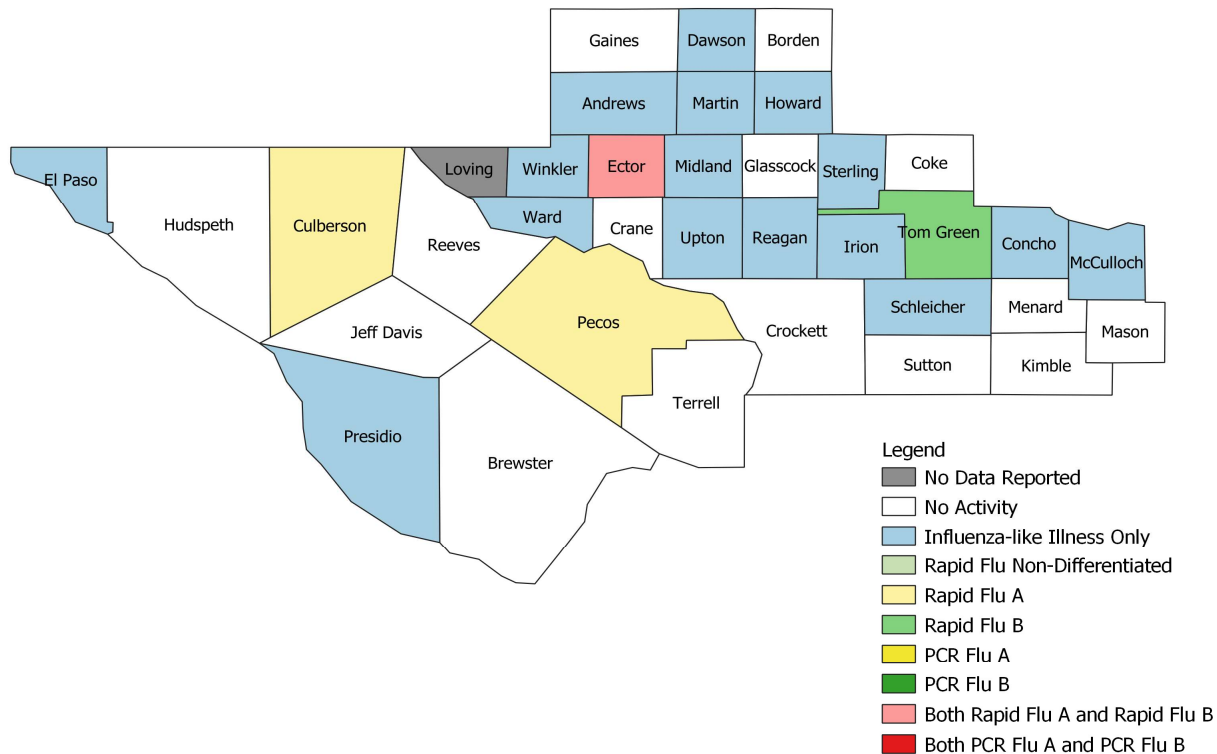 Gaines
Dawson
Borden
Andrews
Martin
Howard
El Paso
Hudspeth
Culberson
Loving
Winkler
Ector
Midland
Glasscock
Sterling
Coke
Reeves
Ward
Crane
Upton
Reagan
Irion
Tom Green
Concho
McCulloch
Jeff Davis
Pecos
Crockett
Schleicher
Menard
Mason
Sutton
Kimble
Terrell
Presidio
Brewster
Legend
No Data Reported
No Activity
Influenza-like Illness Only
Rapid Flu Non-Differentiated
Rapid Flu A
Rapid Flu B
PCR Flu A
PCR Flu B
Both Rapid Flu A and Rapid Flu B
Both PCR Flu A and PCR Flu B